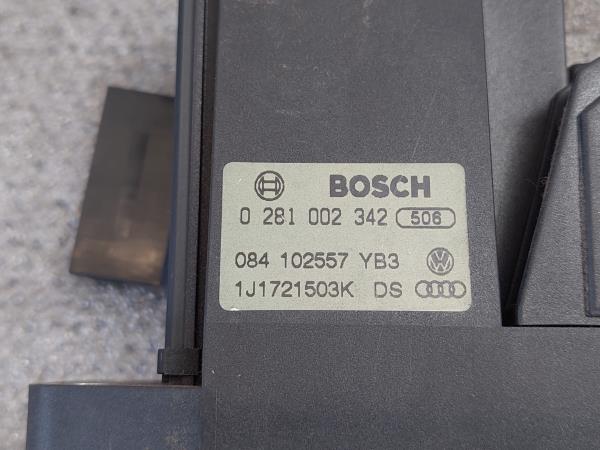 BOSCH
0 281 002 342 506
084 102557 YB3
1J1721503K DS